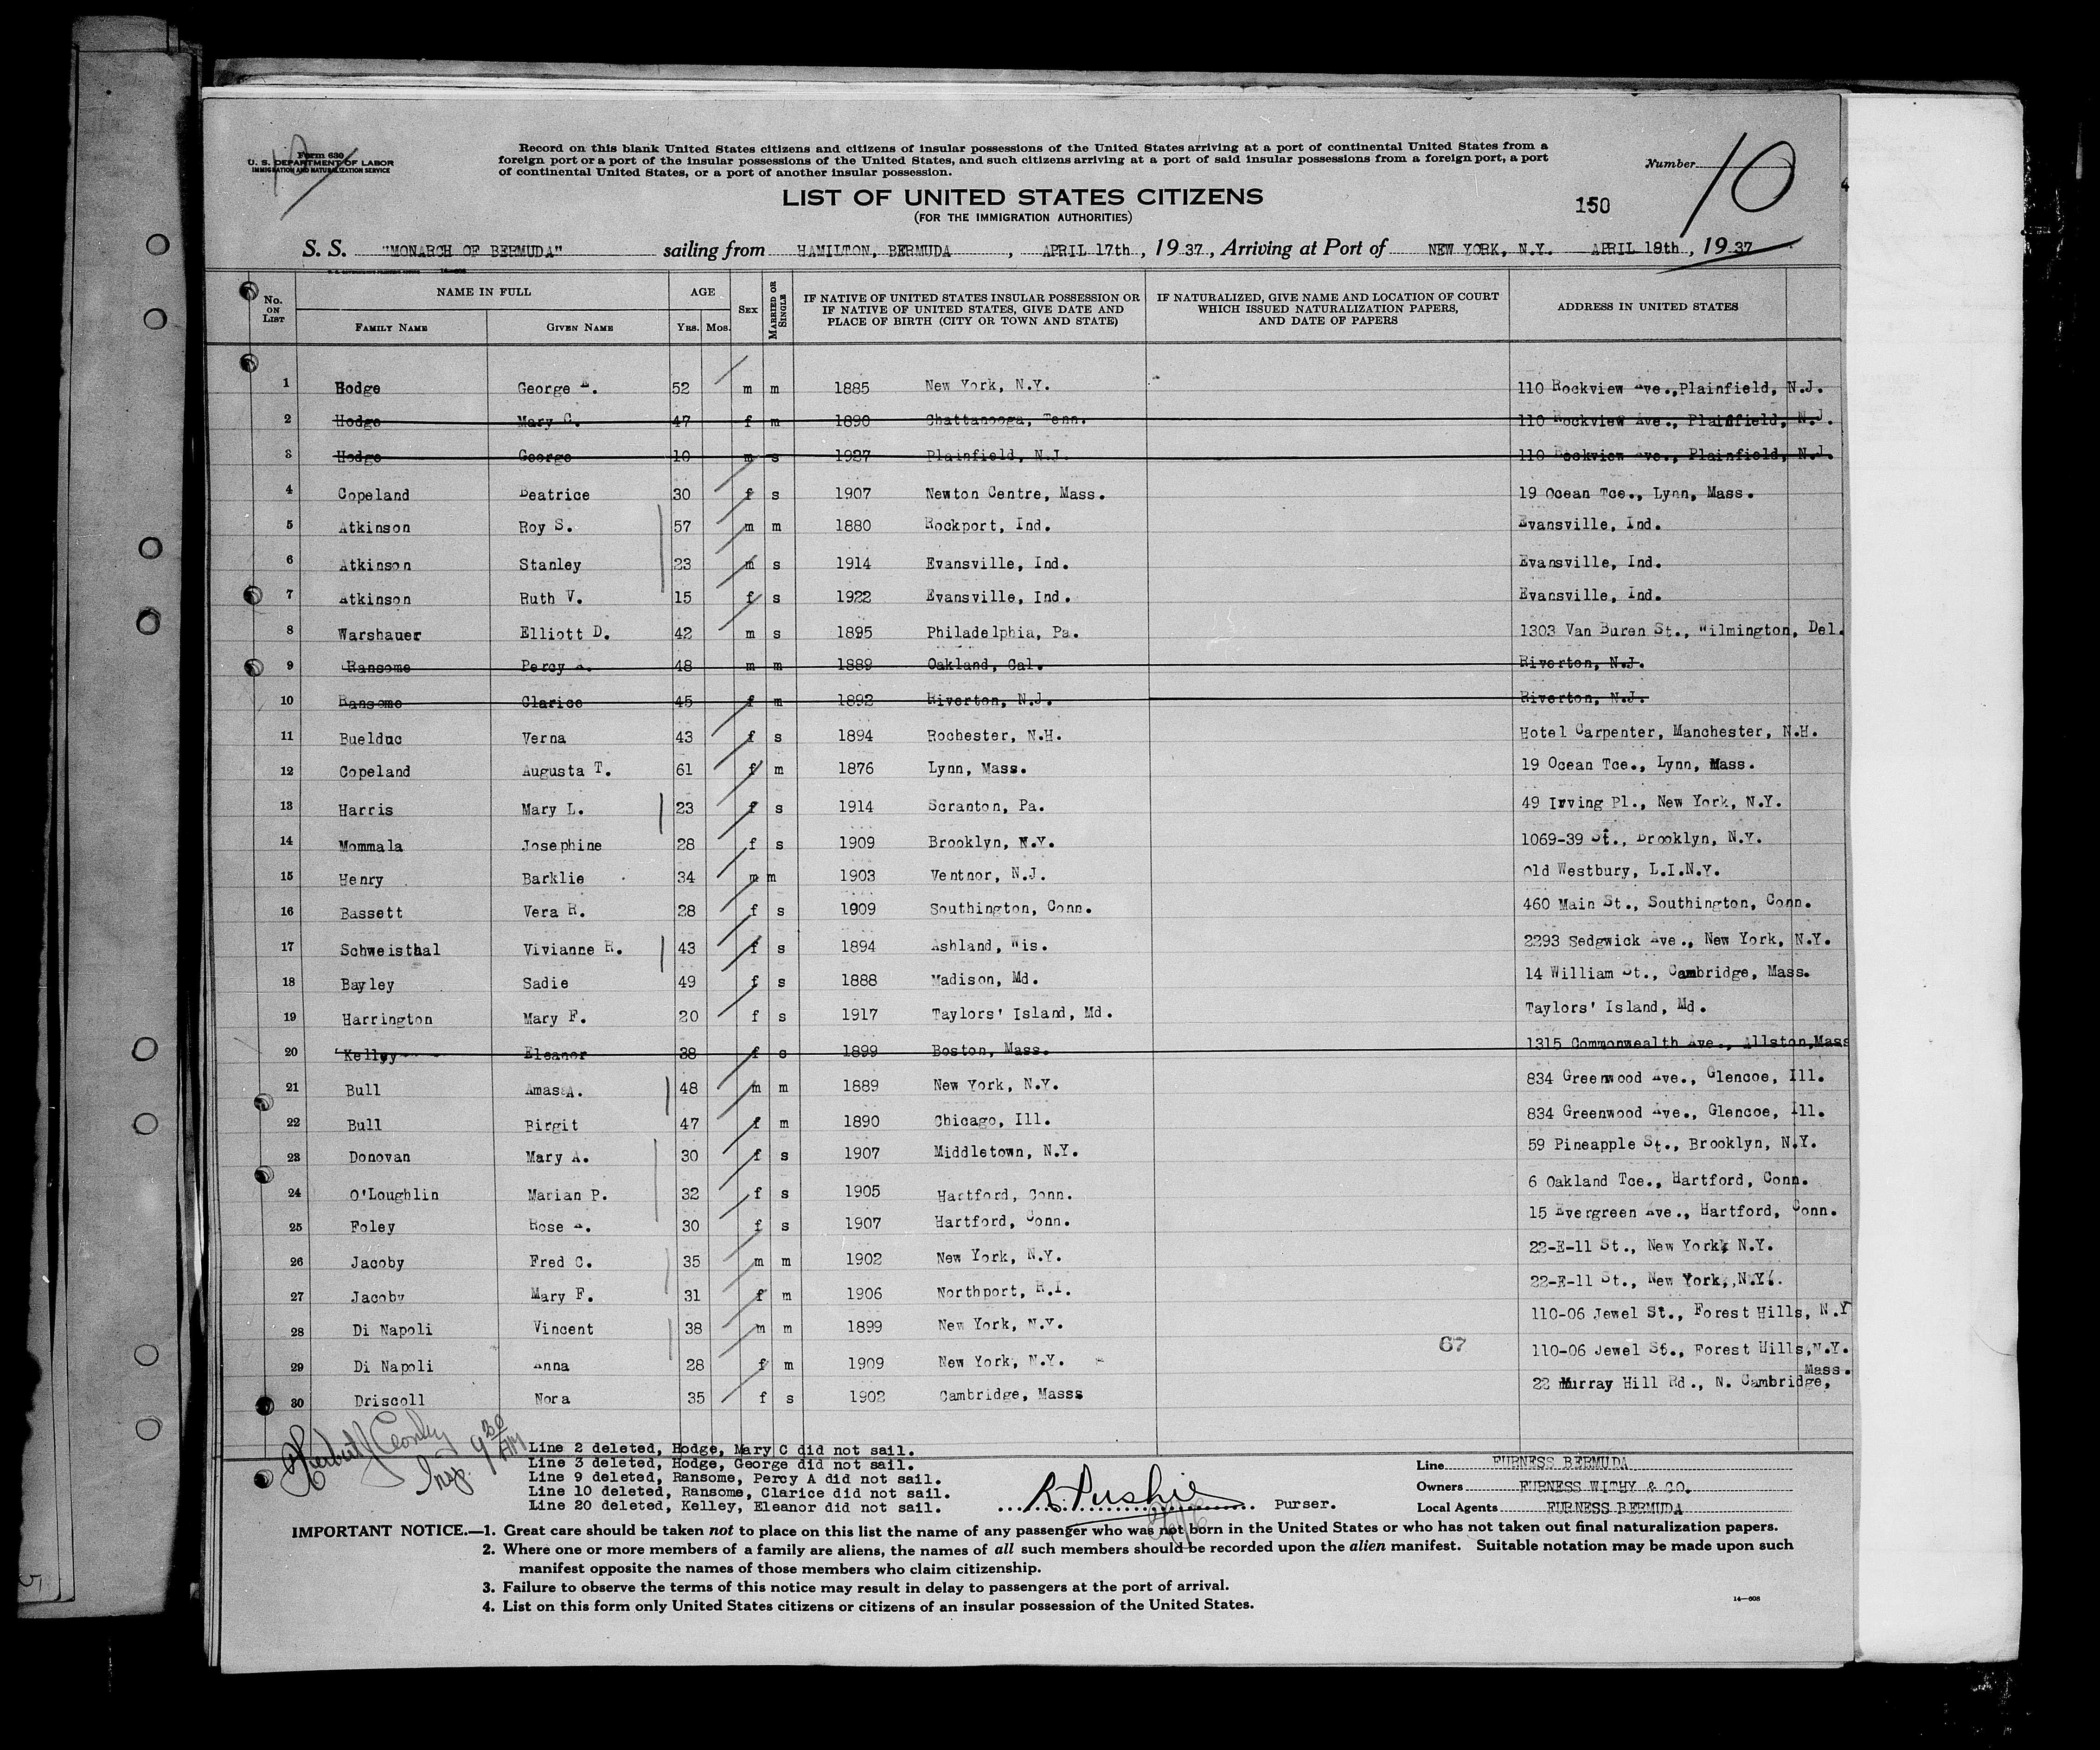 Form 630
U. S. DEPARTMENT OF LABOR
IMMIGRATION AND NATURALIZATION SERVICE
Record on this blank United States citizens and citizens of insular possessions of the United States arriving at a port of continental United States from a
foreign port or a port of the insular possessions of the United States, and such citizens arriving at a port of said insular possessions from a foreign port, a port
of continental United States, or a port of another insular possession.
Number 10
LIST OF UNITED STATES CITIZENS
(FOR THE IMMIGRATION AUTHORITIES)
150
S. S. "MONARCH OF BERMUDA" sailing from HAMILTON, BERMUDA, APRIL 17th, 1937, Arriving at Port of NEW YORK, N.Y. APRIL 19th, 1937
No. ON LIST NAME IN FULL FAMILY NAME GIVEN NAME AGE YRS. MOS. SEX MARRIED OR SINGLE IF NATIVE OF UNITED STATES INSULAR POSSESSION OR IF NATIVE OF UNITED STATES, GIVE DATE AND PLACE OF BIRTH (CITY OR TOWN AND STATE) IF NATURALIZED, GIVE NAME AND LOCATION OF COURT WHICH ISSUED NATURALIZATION PAPERS, AND DATE OF PAPERS ADDRESS IN UNITED STATES
1 Hodge George E. 52 m m 1885 New York, N.Y. 110 Rockview Ave., Plainfield, N.J.
2 Hodge Mary C. 47 f m 1890 Chattanooga, Tenn. 110 Rockview Ave., Plainfield, N.J.
3 Hodge George 10 m s 1927 Plainfield, N.J. 110 Rockview Ave., Plainfield, N.J.
4 Copeland Beatrice 30 f s 1907 Newton Centre, Mass. 19 Ocean Tce., Lynn, Mass.
5 Atkinson Roy S. 57 m m 1880 Rockport, Ind. Evansville, Ind.
6 Atkinson Stanley 23 m s 1914 Evansville, Ind. Evansville, Ind.
7 Atkinson Ruth V. 15 f s 1922 Evansville, Ind. Evansville, Ind.
8 Warshauer Elliott D. 42 m s 1895 Philadelphia, Pa. 1303 Van Buren St., Wilmington, Del.
9 Ransome Percy A. 48 m m 1889 Oakland, Cal. Riverton, N.J.
10 Ransome Clarice 45 f m 1892 Riverton, N.J. Riverton, N.J.
11 Buelduc Verna 43 f s 1894 Rochester, N.H. Hotel Carpenter, Manchester, N.H.
12 Copeland Augusta T. 61 f m 1876 Lynn, Mass. 19 Ocean Tce., Lynn, Mass.
13 Harris Mary L. 23 f s 1914 Scranton, Pa. 49 Irving Pl., New York, N.Y.
14 Mommala Josephine 28 f s 1909 Brooklyn, N.Y. 1069-39 St., Brooklyn, N.Y.
15 Henry Barklie 34 m m 1903 Ventnor, N.J. Old Westbury, L.I.N.Y.
16 Bassett Vera R. 28 f s 1909 Southington, Conn. 460 Main St., Southington, Conn.
17 Schweisthal Vivianne R. 43 f s 1894 Ashland, Wis. 2293 Sedgwick Ave., New York, N.Y.
18 Bayley Sadie 49 f s 1888 Madison, Md. 14 William St., Cambridge, Mass.
19 Harrington Mary F. 20 f s 1917 Taylors' Island, Md. Taylors' Island, Md.
20 Kelley Eleanor 38 f s 1899 Boston, Mass. 1315 Commonwealth Ave., Allston, Mass
21 Bull Amasa A. 48 m m 1889 New York, N.Y. 834 Greenwood Ave., Glencoe, Ill.
22 Bull Birgit 47 f m 1890 Chicago, Ill. 834 Greenwood Ave., Glencoe, Ill.
23 Donovan Mary A. 30 f s 1907 Middletown, N.Y. 59 Pineapple St., Brooklyn, N.Y.
24 O'Loughlin Marian P. 32 f s 1905 Hartford, Conn. 6 Oakland Tce., Hartford, Conn.
25 Foley Rose A. 30 f s 1907 Hartford, Conn. 15 Evergreen Ave., Hartford, Conn.
26 Jacoby Fred C. 35 m m 1902 New York, N.Y. 22-E-11 St., New York, N.Y.
27 Jacoby Mary F. 31 f m 1906 Northport, R.I. 22-E-11 St., New York, N.Y.
28 Di Napoli Vincent 38 m m 1899 New York, N.Y. 110-06 Jewel St., Forest Hills, N.Y
67
29 Di Napoli Anna 28 f m 1909 New York, N.Y. 110-06 Jewel St., Forest Hills, N.Y.
30 Driscoll Nora 35 f s 1902 Cambridge, Masss 22 Murray Hill Rd., N. Cambridge, Mass.
Insp. 9 30 AM
Line 2 deleted, Hodge, Mary C did not sail.
Line 3 deleted, Hodge, George did not sail.
Line 9 deleted, Ransome, Percy A did not sail.
Line 10 deleted, Ransome, Clarice did not sail.
Line 20 deleted, Kelley, Eleanor did not sail.
R. Pushie Purser.
Line FURNESS BERMUDA
Owners FURNESS WITHY & CO.
Local Agents FURNESS BERMUDA
IMPORTANT NOTICE.—1. Great care should be taken not to place on this list the name of any passenger who was not born in the United States or who has not taken out final naturalization papers.
2. Where one or more members of a family are aliens, the names of all such members should be recorded upon the alien manifest. Suitable notation may be made upon such
manifest opposite the names of those members who claim citizenship.
3. Failure to observe the terms of this notice may result in delay to passengers at the port of arrival.
4. List on this form only United States citizens or citizens of an insular possession of the United States.
14—608